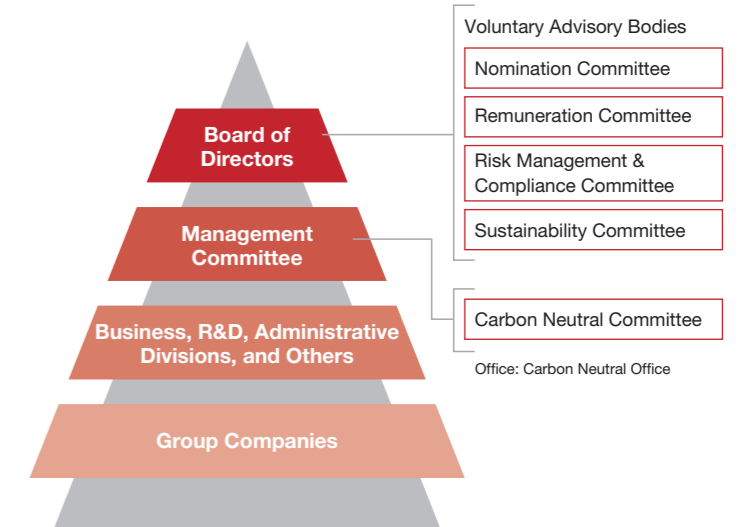 Voluntary Advisory Bodies
Nomination Committee
Remuneration Committee
Risk Management &
Compliance Committee
Sustainability Committee
Board of
Directors
Management
Committee
Carbon Neutral Committee
Office: Carbon Neutral Office
Business, R&D, Administrative
Divisions, and Others
Group Companies